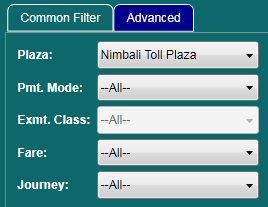 Common Filter Advanced
Plaza: Nimbali Toll Plaza
Pmt. Mode: --All--
Exmt. Class: --All--
Fare: --All--
Journey: --All--